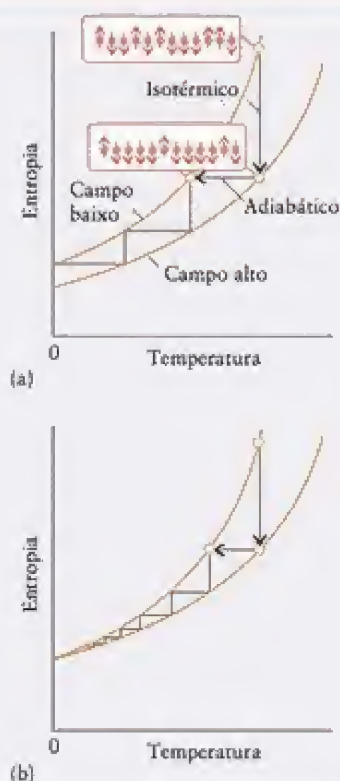 Isotérmico
Entropia
Campo
baixo
Adiabático
Campo alto
0
Temperatura
(a)
Entropia
0
Temperatura
(b)